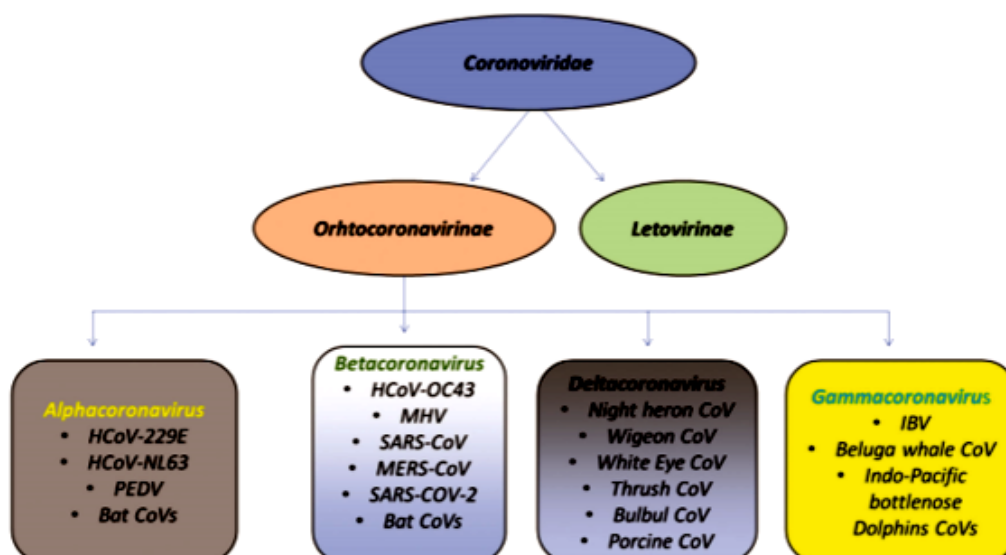 Coronoviridae
Orhtocoronavirinae
Letovirinae
Alphacoronavirus
• HCoV-229E
• HCoV-NL63
• PEDV
• Bat CoVs
Betacoronavirus
• HCoV-OC43
• MHV
• SARS-CoV
• MERS-CoV
• SARS-COV-2
• Bat CoVs
Deltacoronavirus
• Night heron CoV
• Wigeon CoV
• White Eye CoV
• Thrush CoV
• Bulbul CoV
• Porcine CoV
Gammacoronavirus
• IBV
• Beluga whale CoV
• Indo-Pacific
bottlenose
Dolphins CoVs